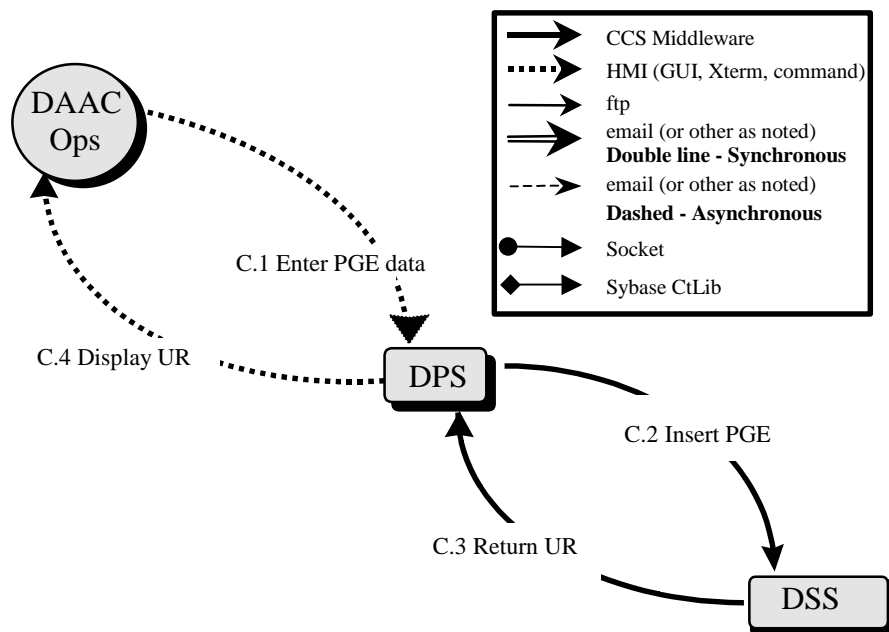 DAAC
Ops
CCS Middleware
HMI (GUI, Xterm, command)
ftp
email (or other as noted)
Double line - Synchronous
email (or other as noted)
Dashed - Asynchronous
Socket
Sybase CtLib
C.1 Enter PGE data
C.4 Display UR
DPS
C.2 Insert PGE
C.3 Return UR
DSS